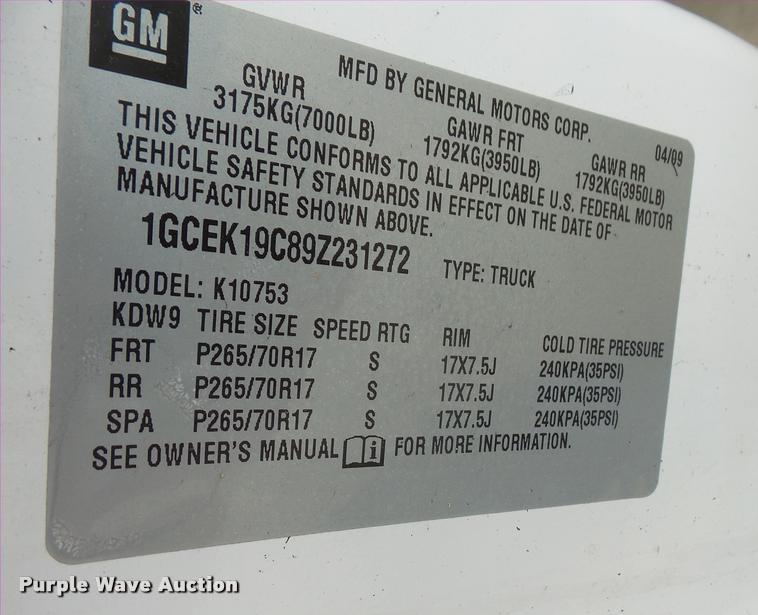 GM
MFD BY GENERAL MOTORS CORP.
04/09
GVWR GAWR FRT GAWR RR
3175KG(7000LB) 1792KG(3950LB) 1792KG(3950LB)
THIS VEHICLE CONFORMS TO ALL APPLICABLE U.S. FEDERAL MOTOR
VEHICLE SAFETY STANDARDS IN EFFECT ON THE DATE OF
MANUFACTURE SHOWN ABOVE.
1GCEK19C89Z231272 TYPE: TRUCK
MODEL: K10753
KDW9 TIRE SIZE SPEED RTG RIM COLD TIRE PRESSURE
FRT P265/70R17 S 17X7.5J 240KPA(35PSI)
RR P265/70R17 S 17X7.5J 240KPA(35PSI)
SPA P265/70R17 S 17X7.5J 240KPA(35PSI)
SEE OWNER'S MANUAL i FOR MORE INFORMATION.
Purple Wave Auction